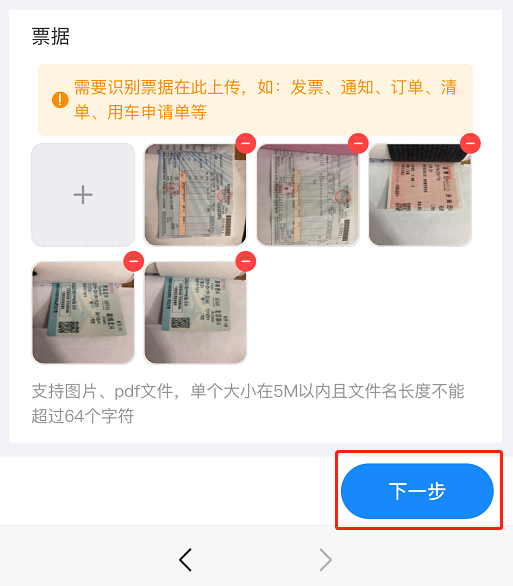 票据
需要识别票据在此上传，如：发票、通知、订单、清
单、用车申请单等
支持图片、pdf文件，单个大小在5M以内且文件名长度不能
超过64个字符
下一步